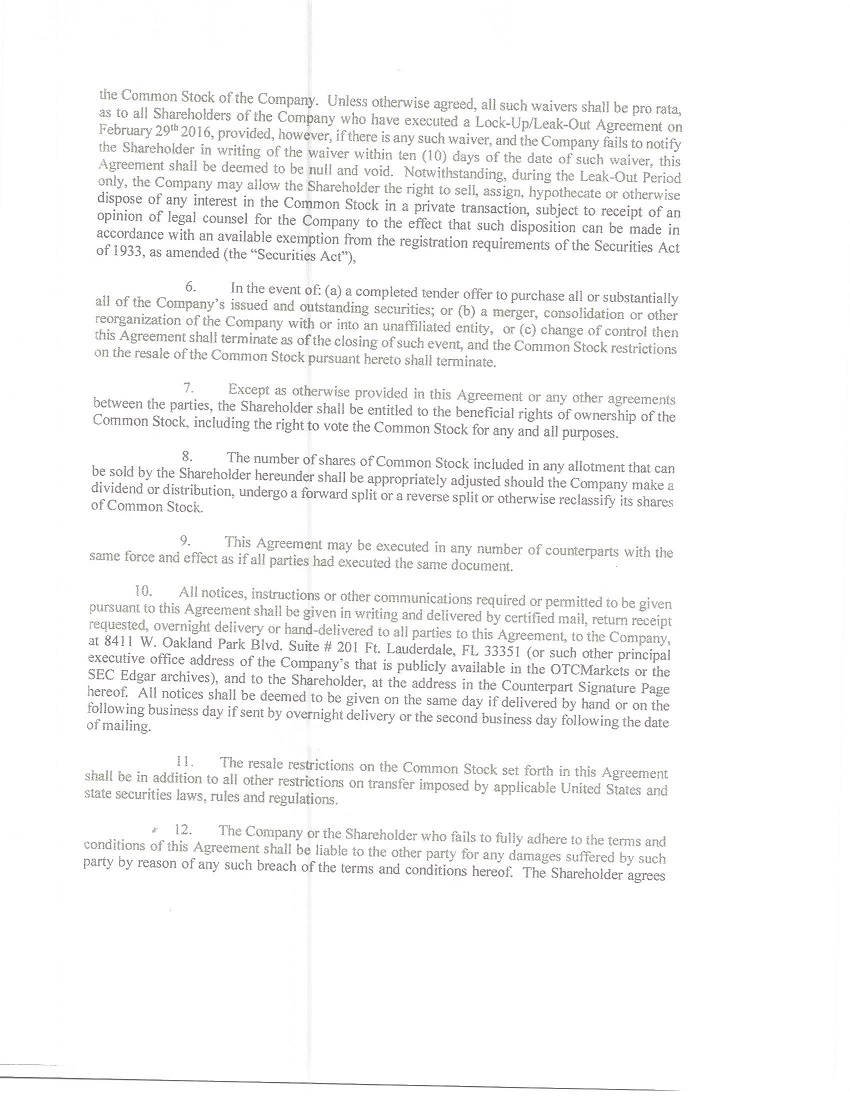 the Common Stock of the Company. Unless otherwise agreed, all such waivers shall be pro rata,
as to all Shareholders of the Company who have executed a Lock-Up/Leak-Out Agreement on
February 29th 2016, provided, however, if there is any such waiver, and the Company fails to notify
the Shareholder in writing of the waiver within ten (10) days of the date of such waiver, this
Agreement shall be deemed to be null and void. Notwithstanding, during the Leak-Out Period
only, the Company may allow the Shareholder the right to sell, assign, hypothecate or otherwise
dispose of any interest in the Common Stock in a private transaction, subject to receipt of an
opinion of legal counsel for the Company to the effect that such disposition can be made in
accordance with an available exemption from the registration requirements of the Securities Act
of 1933, as amended (the “Securities Act”),
6. In the event of: (a) a completed tender offer to purchase all or substantially
all of the Company’s issued and outstanding securities; or (b) a merger, consolidation or other
reorganization of the Company with or into an unaffiliated entity, or (c) change of control then
this Agreement shall terminate as of the closing of such event, and the Common Stock restrictions
on the resale of the Common Stock pursuant hereto shall terminate.
7. Except as otherwise provided in this Agreement or any other agreements
between the parties, the Shareholder shall be entitled to the beneficial rights of ownership of the
Common Stock, including the right to vote the Common Stock for any and all purposes.
8. The number of shares of Common Stock included in any allotment that can
be sold by the Shareholder hereunder shall be appropriately adjusted should the Company make a
dividend or distribution, undergo a forward split or a reverse split or otherwise reclassify its shares
of Common Stock.
9. This Agreement may be executed in any number of counterparts with the
same force and effect as if all parties had executed the same document.
10. All notices, instructions or other communications required or permitted to be given
pursuant to this Agreement shall be given in writing and delivered by certified mail, return receipt
requested, overnight delivery or hand-delivered to all parties to this Agreement, to the Company,
at 8411 W. Oakland Park Blvd. Suite # 201 Ft. Lauderdale, FL 33351 (or such other principal
executive office address of the Company’s that is publicly available in the OTCMarkets or the
SEC Edgar archives), and to the Shareholder, at the address in the Counterpart Signature Page
hereof. All notices shall be deemed to be given on the same day if delivered by hand or on the
following business day if sent by overnight delivery or the second business day following the date
of mailing.
11. The resale restrictions on the Common Stock set forth in this Agreement
shall be in addition to all other restrictions on transfer imposed by applicable United States and
state securities laws, rules and regulations.
12. The Company or the Shareholder who fails to fully adhere to the terms and
conditions of this Agreement shall be liable to the other party for any damages suffered by such
party by reason of any such breach of the terms and conditions hereof. The Shareholder agrees